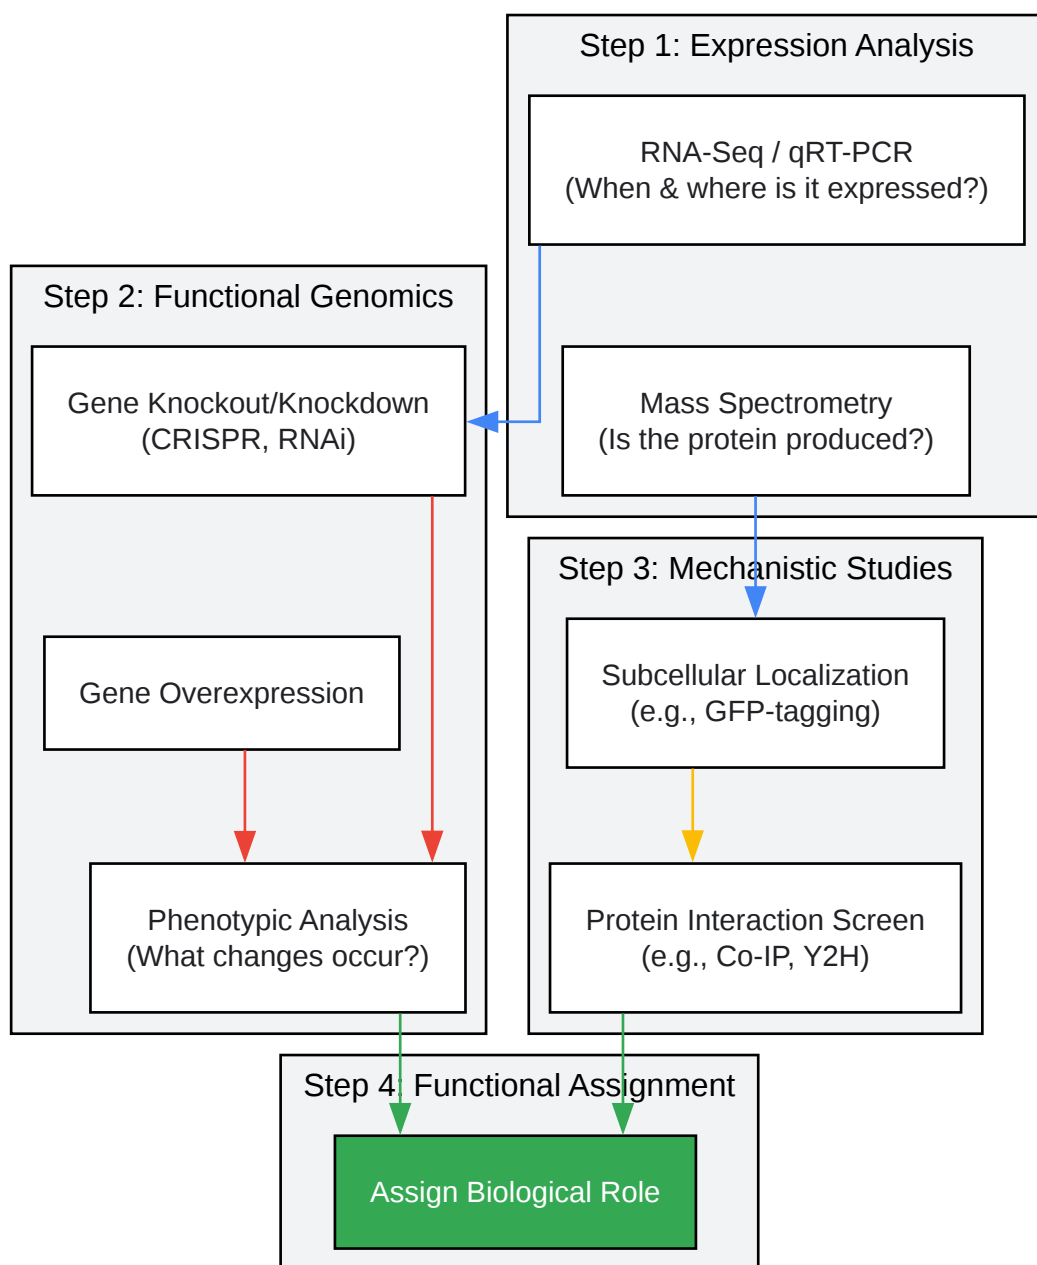 Step 1: Expression Analysis
RNA-Seq / qRT-PCR
(When & where is it expressed?)
Mass Spectrometry
(Is the protein produced?)
Step 2: Functional Genomics
Gene Knockout/Knockdown
(CRISPR, RNAi)
Gene Overexpression
Phenotypic Analysis
(What changes occur?)
Step 3: Mechanistic Studies
Subcellular Localization
(e.g., GFP-tagging)
Protein Interaction Screen
(e.g., Co-IP, Y2H)
Step 4: Functional Assignment
Assign Biological Role